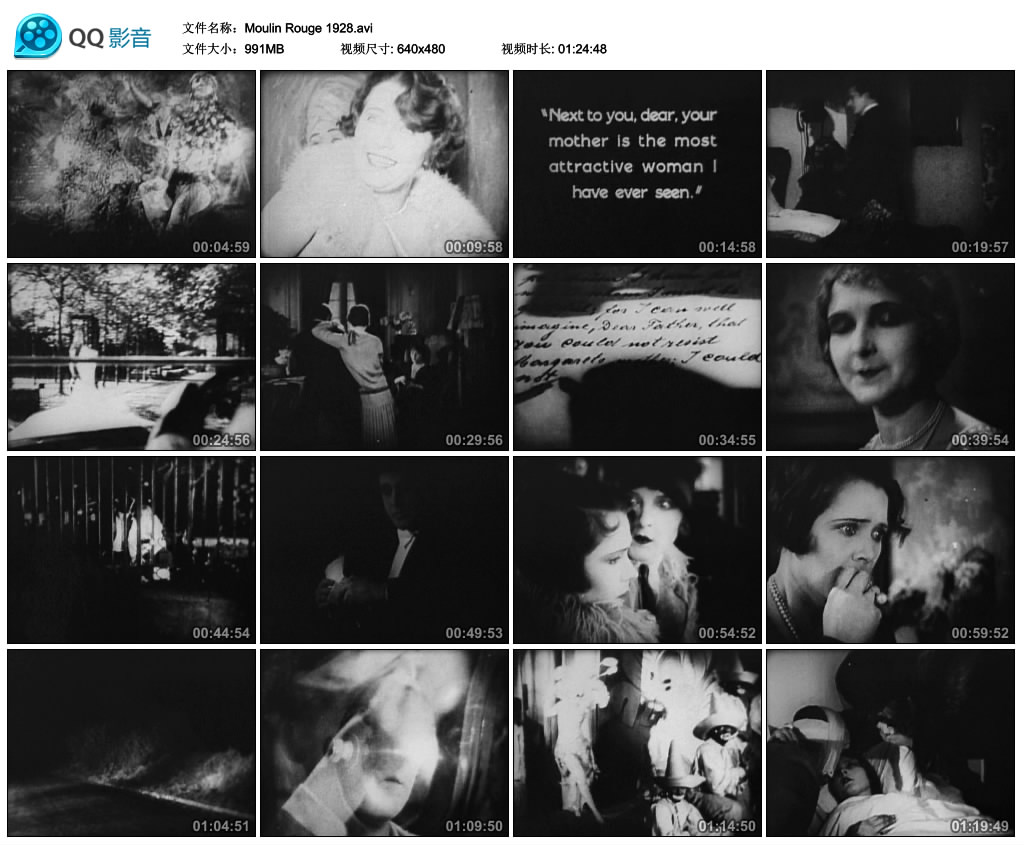 QQ影音
文件名称: Moulin Rouge 1928.avi
文件大小: 991MB 视频尺寸: 640x480 视频时长: 01:24:48
00:04:59
00:09:58
"Next to you, dear, your
mother is the most
attractive woman I
have ever seen."
00:14:58
00:19:57
00:24:56
00:29:56
for I can well
imagine, Dear Father, that
you could not resist
Margaret's mother. I could
not
00:34:55
00:39:54
00:44:54
00:49:53
00:54:52
00:59:52
01:04:51
01:09:50
01:14:50
01:19:49